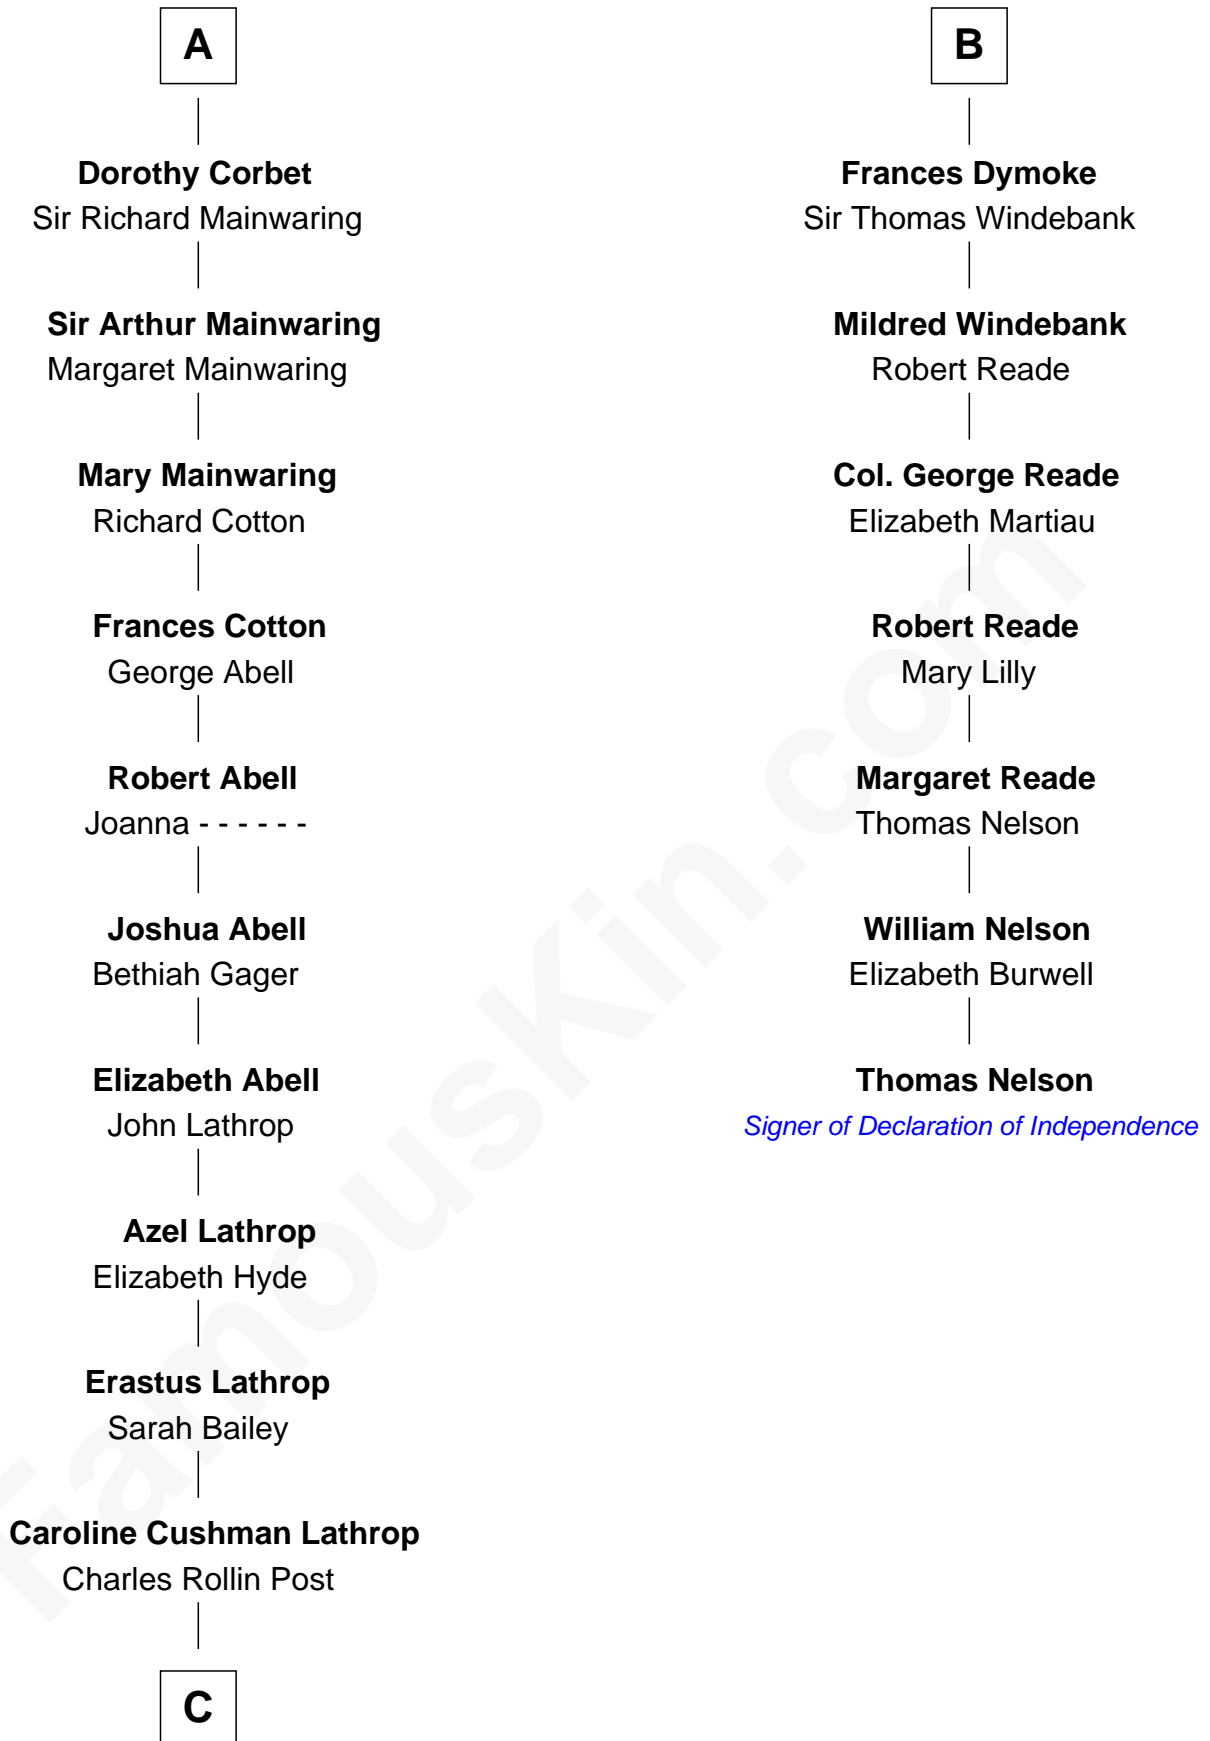 A
Dorothy Corbet
Sir Richard Mainwaring
Sir Arthur Mainwaring
Margaret Mainwaring
Mary Mainwaring
Richard Cotton
Frances Cotton
George Abell
Robert Abell
Joanna - - - - - -
Joshua Abell
Bethiah Gager
Elizabeth Abell
John Lathrop
Azel Lathrop
Elizabeth Hyde
Erastus Lathrop
Sarah Bailey
Caroline Cushman Lathrop
Charles Rollin Post
C
B
Frances Dymoke
Sir Thomas Windebank
Mildred Windebank
Robert Reade
Col. George Reade
Elizabeth Martiau
Robert Reade
Mary Lilly
Margaret Reade
Thomas Nelson
William Nelson
Elizabeth Burwell
Thomas Nelson
Signer of Declaration of Independence
FamousKin.com